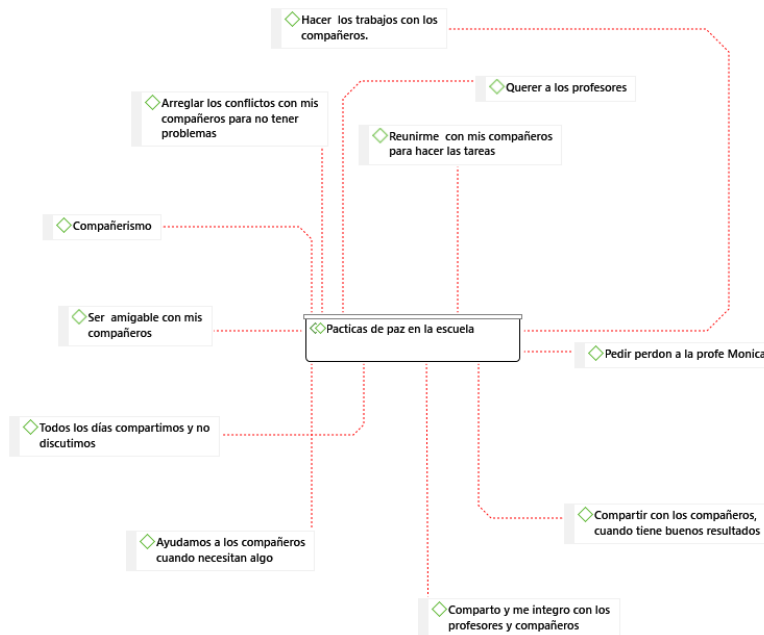 Hacer los trabajos con los
compañeros.
Querer a los profesores
Arreglar los conflictos con mis
compañeros para no tener
problemas
Reunirme con mis compañeros
para hacer las tareas
Compañerismo
Ser amigable con mis
compañeros
Pacticas de paz en la escuela
Pedir perdon a la profe Monica
Todos los días compartimos y no
discutimos
Compartir con los compañeros,
cuando tiene buenos resultados
Ayudamos a los compañeros
cuando necesitan algo
Comparto y me integro con los
profesores y compañeros